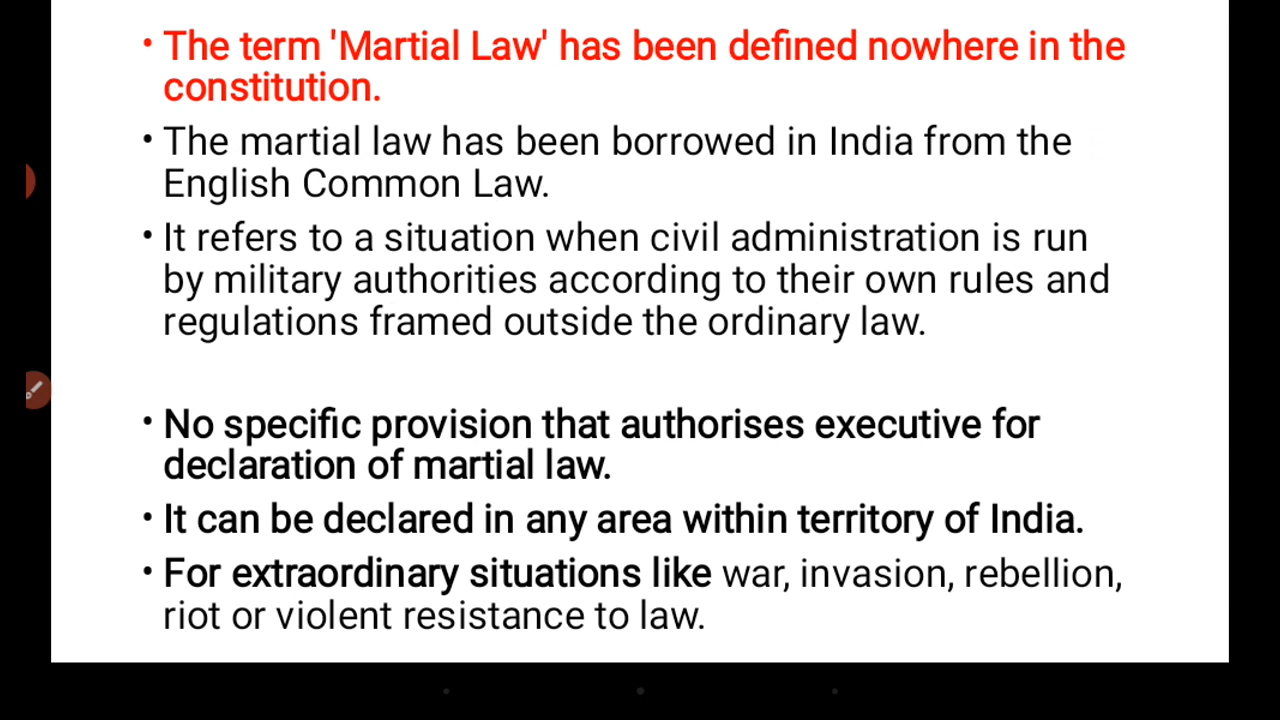 • The term 'Martial Law' has been defined nowhere in the
constitution.
• The martial law has been borrowed in India from the
English Common Law.
• It refers to a situation when civil administration is run
by military authorities according to their own rules and
regulations framed outside the ordinary law.
• No specific provision that authorises executive for
declaration of martial law.
• It can be declared in any area within territory of India.
• For extraordinary situations like war, invasion, rebellion,
riot or violent resistance to law.